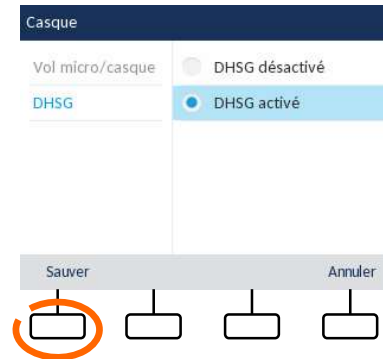 Casque
Vol micro/casque
DHSG
DHSG désactivé
DHSG activé
Sauver
Annuler